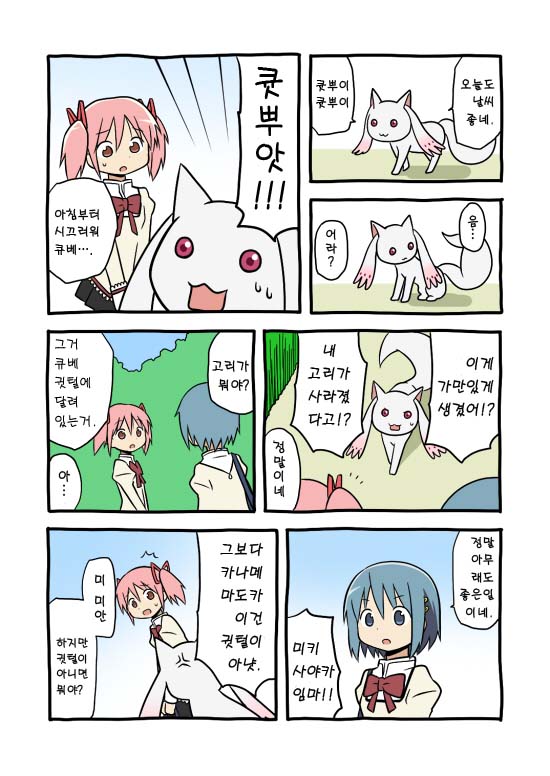 오늘도
날씨
좋네.
큣뿌이
큣뿌이
음…
어라
?
큣
뿌
앗
!!!
아침부터
시끄러워
큐베….
이게
가만있게
생겼어!?
내
고리가
사라졌
다고!?
정말이네
고리가
뭐야?
그거
큐베
귓털에
달려
있는거.
아
…
정말
아무
래도
좋은일
이네.
미키
사야카
임마!!
그보다
카나메
마도카
이건
귓털이
아냣.
미
미안
하지만
귓털이
아니면
뭐야?